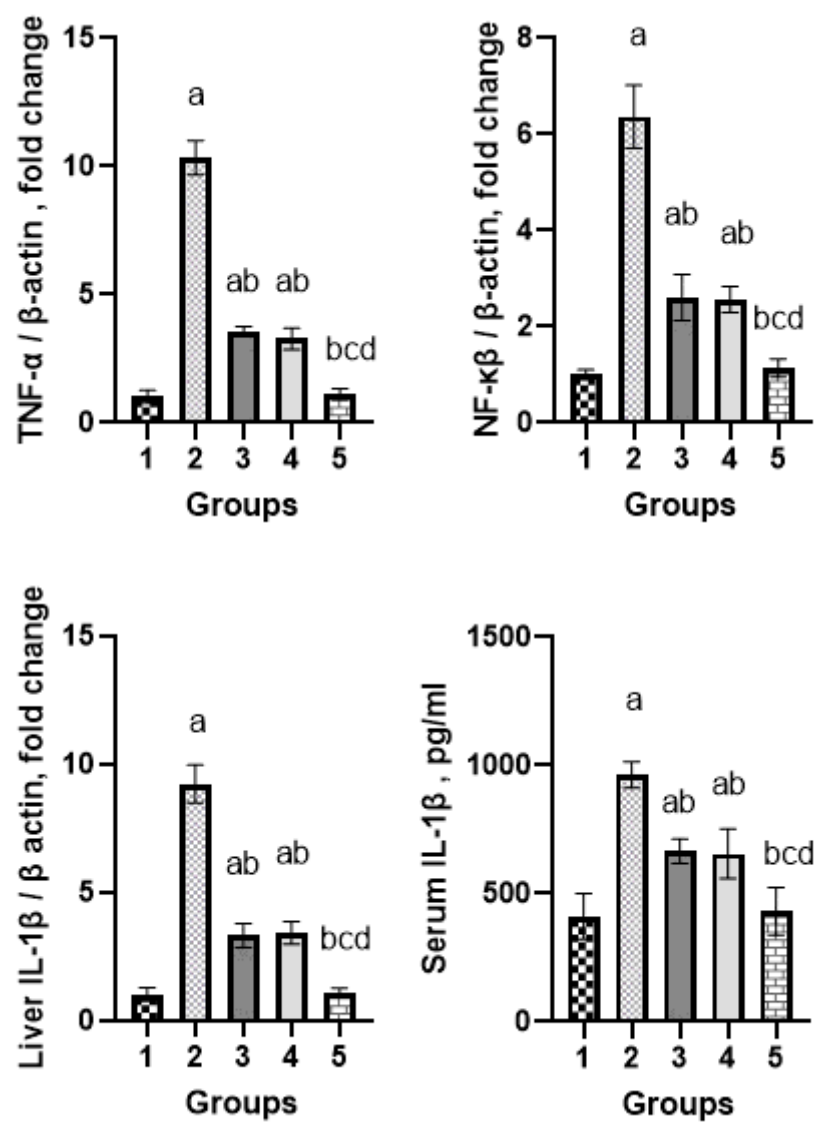 TNF-α / β-actin , fold change
15
10
5
0
a
ab
ab
bcd
1 2 3 4 5
Groups
NF-κβ / β-actin, fold change
8
6
4
2
0
a
ab
ab
bcd
1 2 3 4 5
Groups
Liver IL-1β / β actin, fold change
15
10
5
0
a
ab
ab
bcd
1 2 3 4 5
Groups
Serum IL-1β , pg/ml
1500
1000
500
0
a
ab
ab
bcd
1 2 3 4 5
Groups